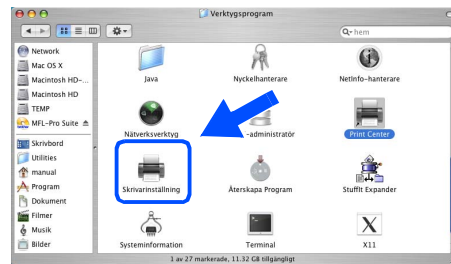 Verktygsprogram
hem
Network
Mac OS X
Macintosh HD-...
Macintosh HD
TEMP
MFL-Pro Suite
Skrivbord
Utilities
manual
Program
Dokument
Filmer
Musik
Bilder
Java
Nyckelhanterare
NetInfo-hanterare
Nätverksverktyg
-administratör
Print Center
Skrivarinställning
Återskapa Program
StuffIt Expander
Systeminformation
Terminal
X11
1 av 27 markerade, 11.32 GB tillgängligt